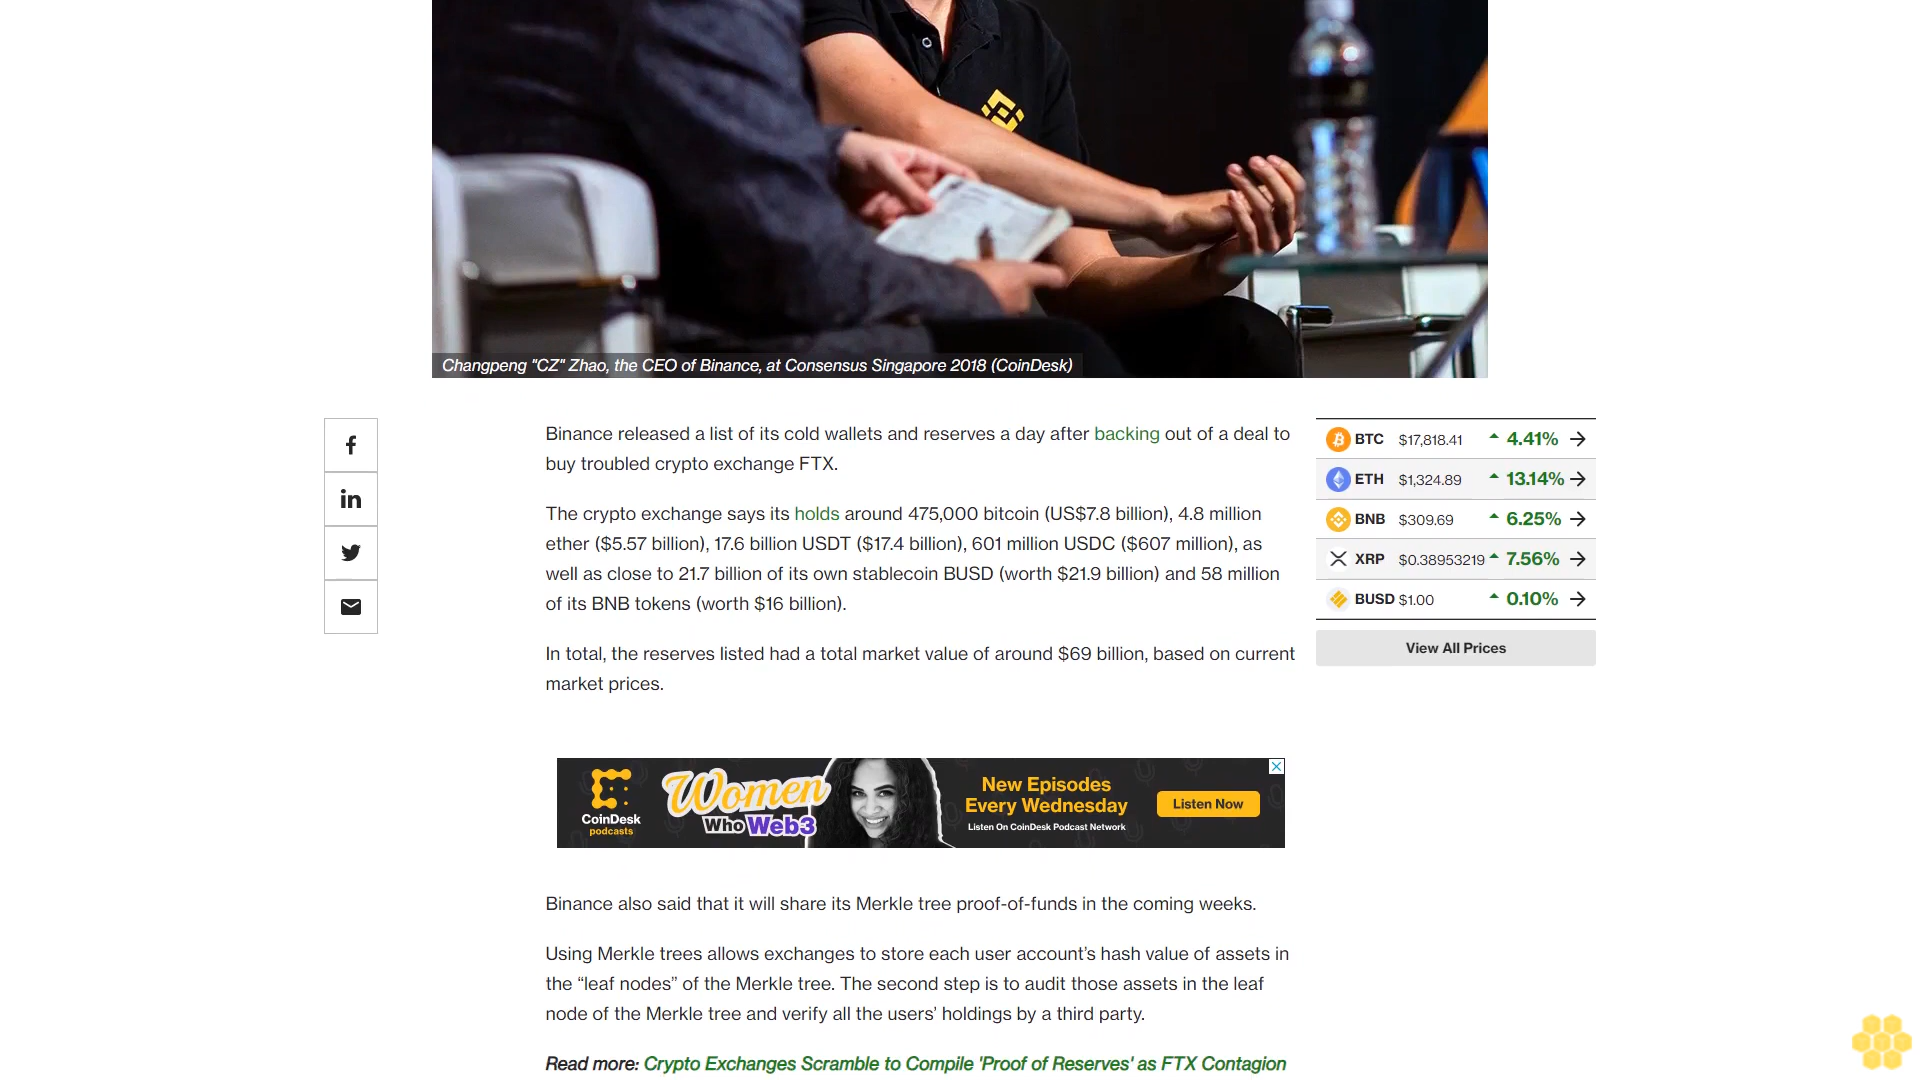 Changpeng "CZ" Zhao, the CEO of Binance, at Consensus Singapore 2018 (CoinDesk)
Binance released a list of its cold wallets and reserves a day after backing out of a deal to
buy troubled crypto exchange FTX.
The crypto exchange says its holds around 475,000 bitcoin (US$7.8 billion), 4.8 million
ether ($5.57 billion), 17.6 billion USDT ($17.4 billion), 601 million USDC ($607 million), as
well as close to 21.7 billion of its own stablecoin BUSD (worth $21.9 billion) and 58 million
of its BNB tokens (worth $16 billion).
In total, the reserves listed had a total market value of around $69 billion, based on current
market prices.
BTC $17,818.41 4.41%
ETH $1,324.89 13.14%
BNB $309.69 6.25%
XRP $0.38953219 7.56%
BUSD $1.00 0.10%
View All Prices
CoinDesk
podcasts
Women
Who Web3
New Episodes
Every Wednesday
Listen On CoinDesk Podcast Network
Listen Now
Binance also said that it will share its Merkle tree proof-of-funds in the coming weeks.
Using Merkle trees allows exchanges to store each user account’s hash value of assets in
the “leaf nodes” of the Merkle tree. The second step is to audit those assets in the leaf
node of the Merkle tree and verify all the users’ holdings by a third party.
Read more: Crypto Exchanges Scramble to Compile 'Proof of Reserves' as FTX Contagion